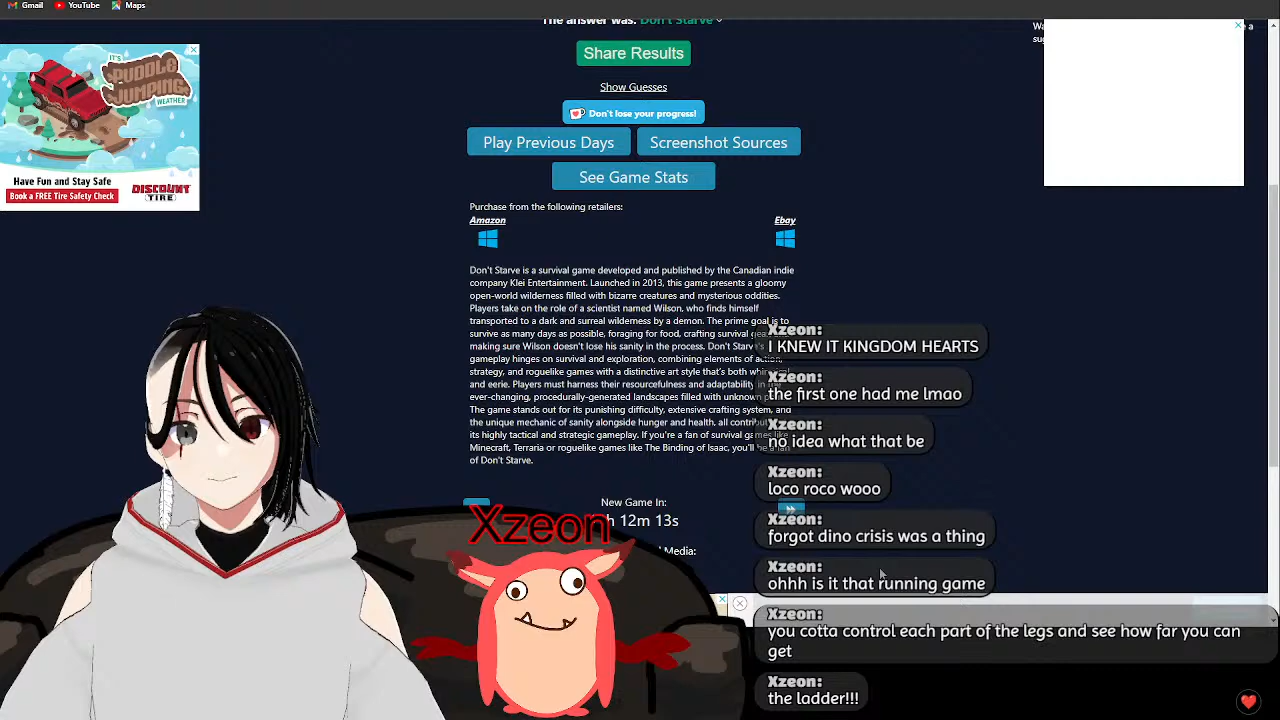 Gmail
YouTube
Maps
The answer was: Don't Starve
Share Results
Show Guesses
Don't lose your progress!
Play Previous Days
Screenshot Sources
See Game Stats
IT'S
PUDDLE
JUMPING
WEATHER
Have Fun and Stay Safe
Book a FREE Tire Safety Check
DISCOUNT
TIRE
Purchase from the following retailers:
Amazon
Ebay
Don't Starve is a survival game developed and published by the Canadian indie
company Klei Entertainment. Launched in 2013, this game presents a gloomy
open-world wilderness filled with bizarre creatures and mysterious oddities.
Players take on the role of a scientist named Wilson, who finds himself
transported to a dark and surreal wilderness by a demon. The prime goal is to
survive as many days as possible, foraging for food, crafting survival
making sure Wilson doesn't lose his sanity in the process. Don't Starve's
gameplay hinges on survival and exploration, combining elements of action,
strategy, and roguelike games with a distinctive art style that's both
and eerie. Players must harness their resourcefulness and adaptability in
ever-changing, procedurally-generated landscapes filled with unknown
The game stands out for its punishing difficulty, extensive crafting system, and
the unique mechanic of sanity alongside hunger and health, all
its highly tactical and strategic gameplay. If you're a fan of survival games like
Minecraft, Terraria or roguelike games like The Binding of Isaac, you'll be a fan
of Don't Starve.
New Game In:
h 12m 13s
Media:
Xzeon
Xzeon:
I KNEW IT KINGDOM HEARTS
Xzeon:
the first one had me lmao
Xzeon:
no idea what that be
Xzeon:
loco roco wooo
Xzeon:
forgot dino crisis was a thing
Xzeon:
ohhh is it that running game
Xzeon:
you cotta control each part of the legs and see how far you can
get
Xzeon:
the ladder!!!